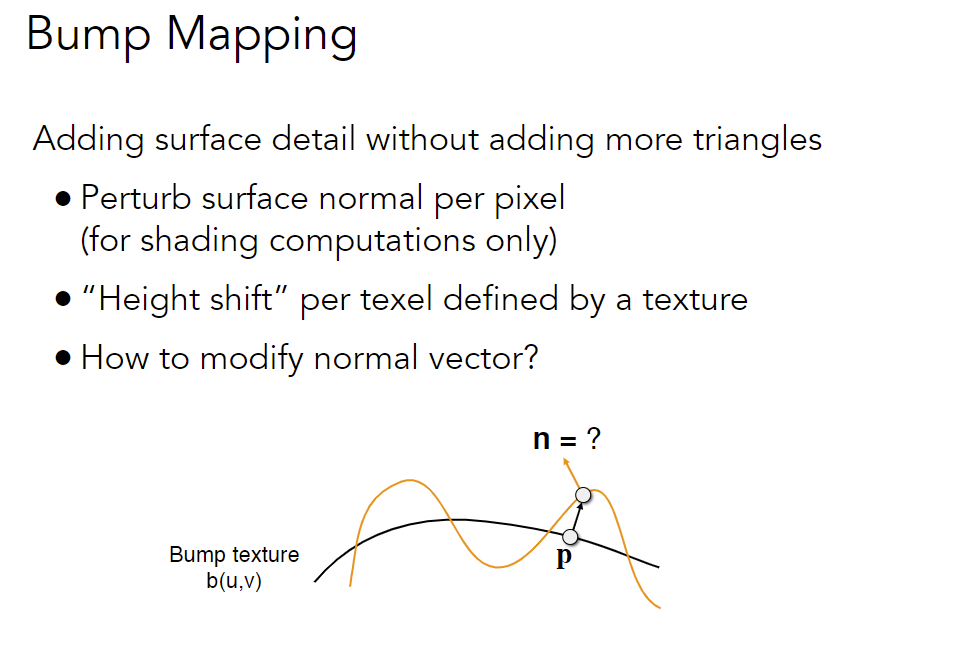 Bump Mapping
Adding surface detail without adding more triangles
● Perturb surface normal per pixel
(for shading computations only)
● “Height shift” per texel defined by a texture
● How to modify normal vector?
n = ?
p
Bump texture
b(u,v)